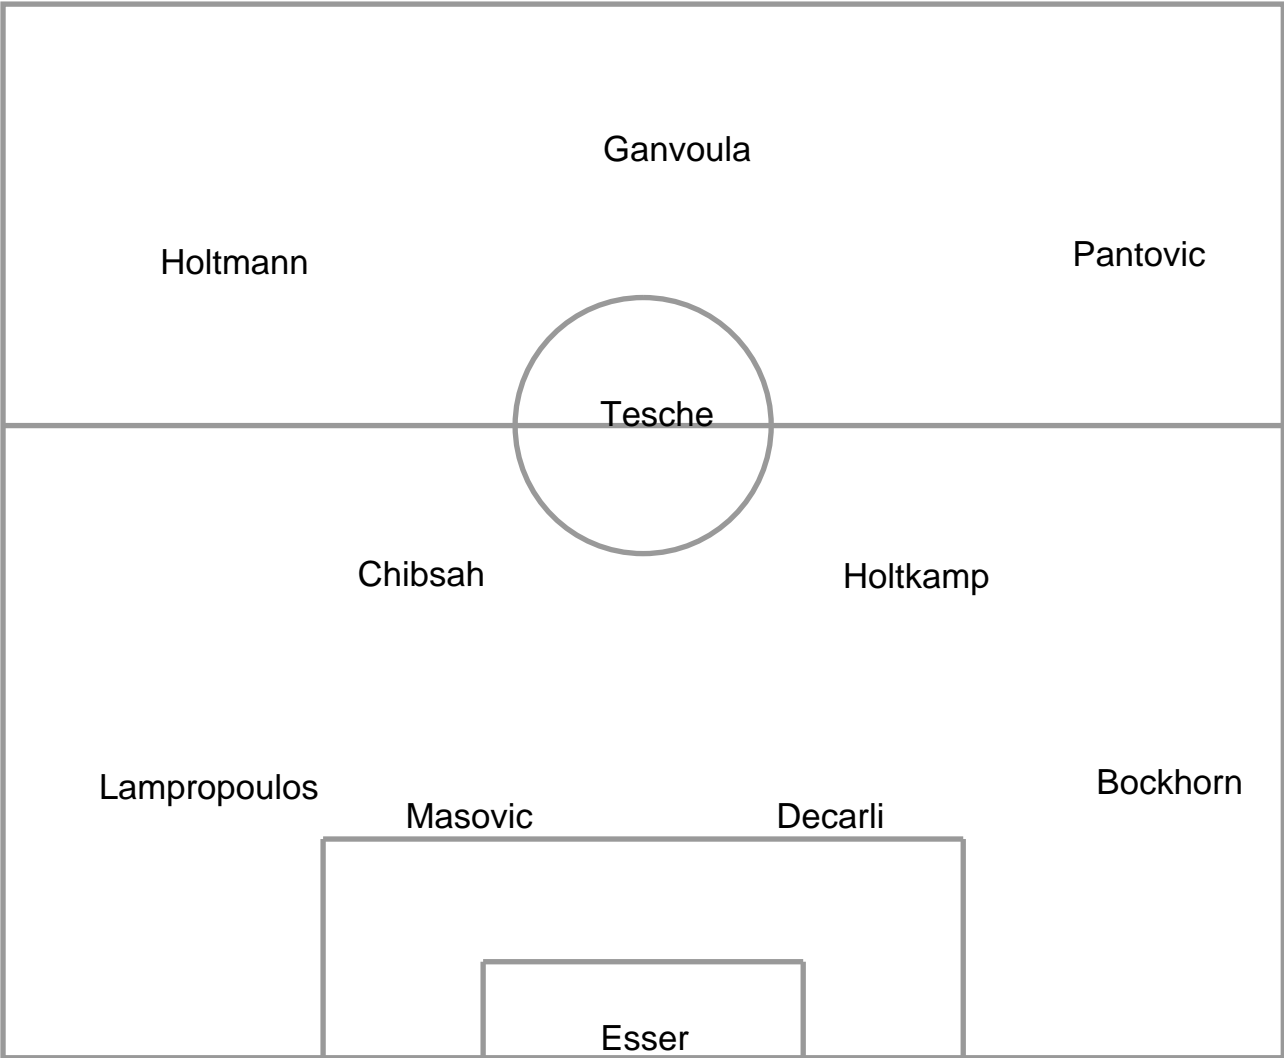 Ganvoula
Holtmann
Pantovic
Tesche
Chibsah
Holtkamp
Lampropoulos
Bockhorn
Masovic
Decarli
Esser